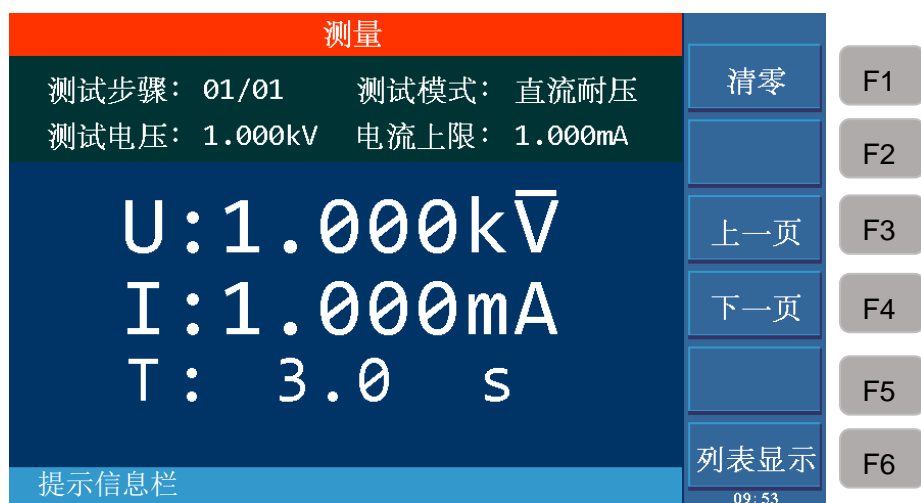 测量
测试步骤： 01/01 测试模式： 直流耐压
测试电压： 1.000kV 电流上限： 1.000mA
U:1.000kV̅
I:1.000mA
T: 3.0 s
提示信息栏
清零
上一页
下一页
列表显示
09:53
F1
F2
F3
F4
F5
F6